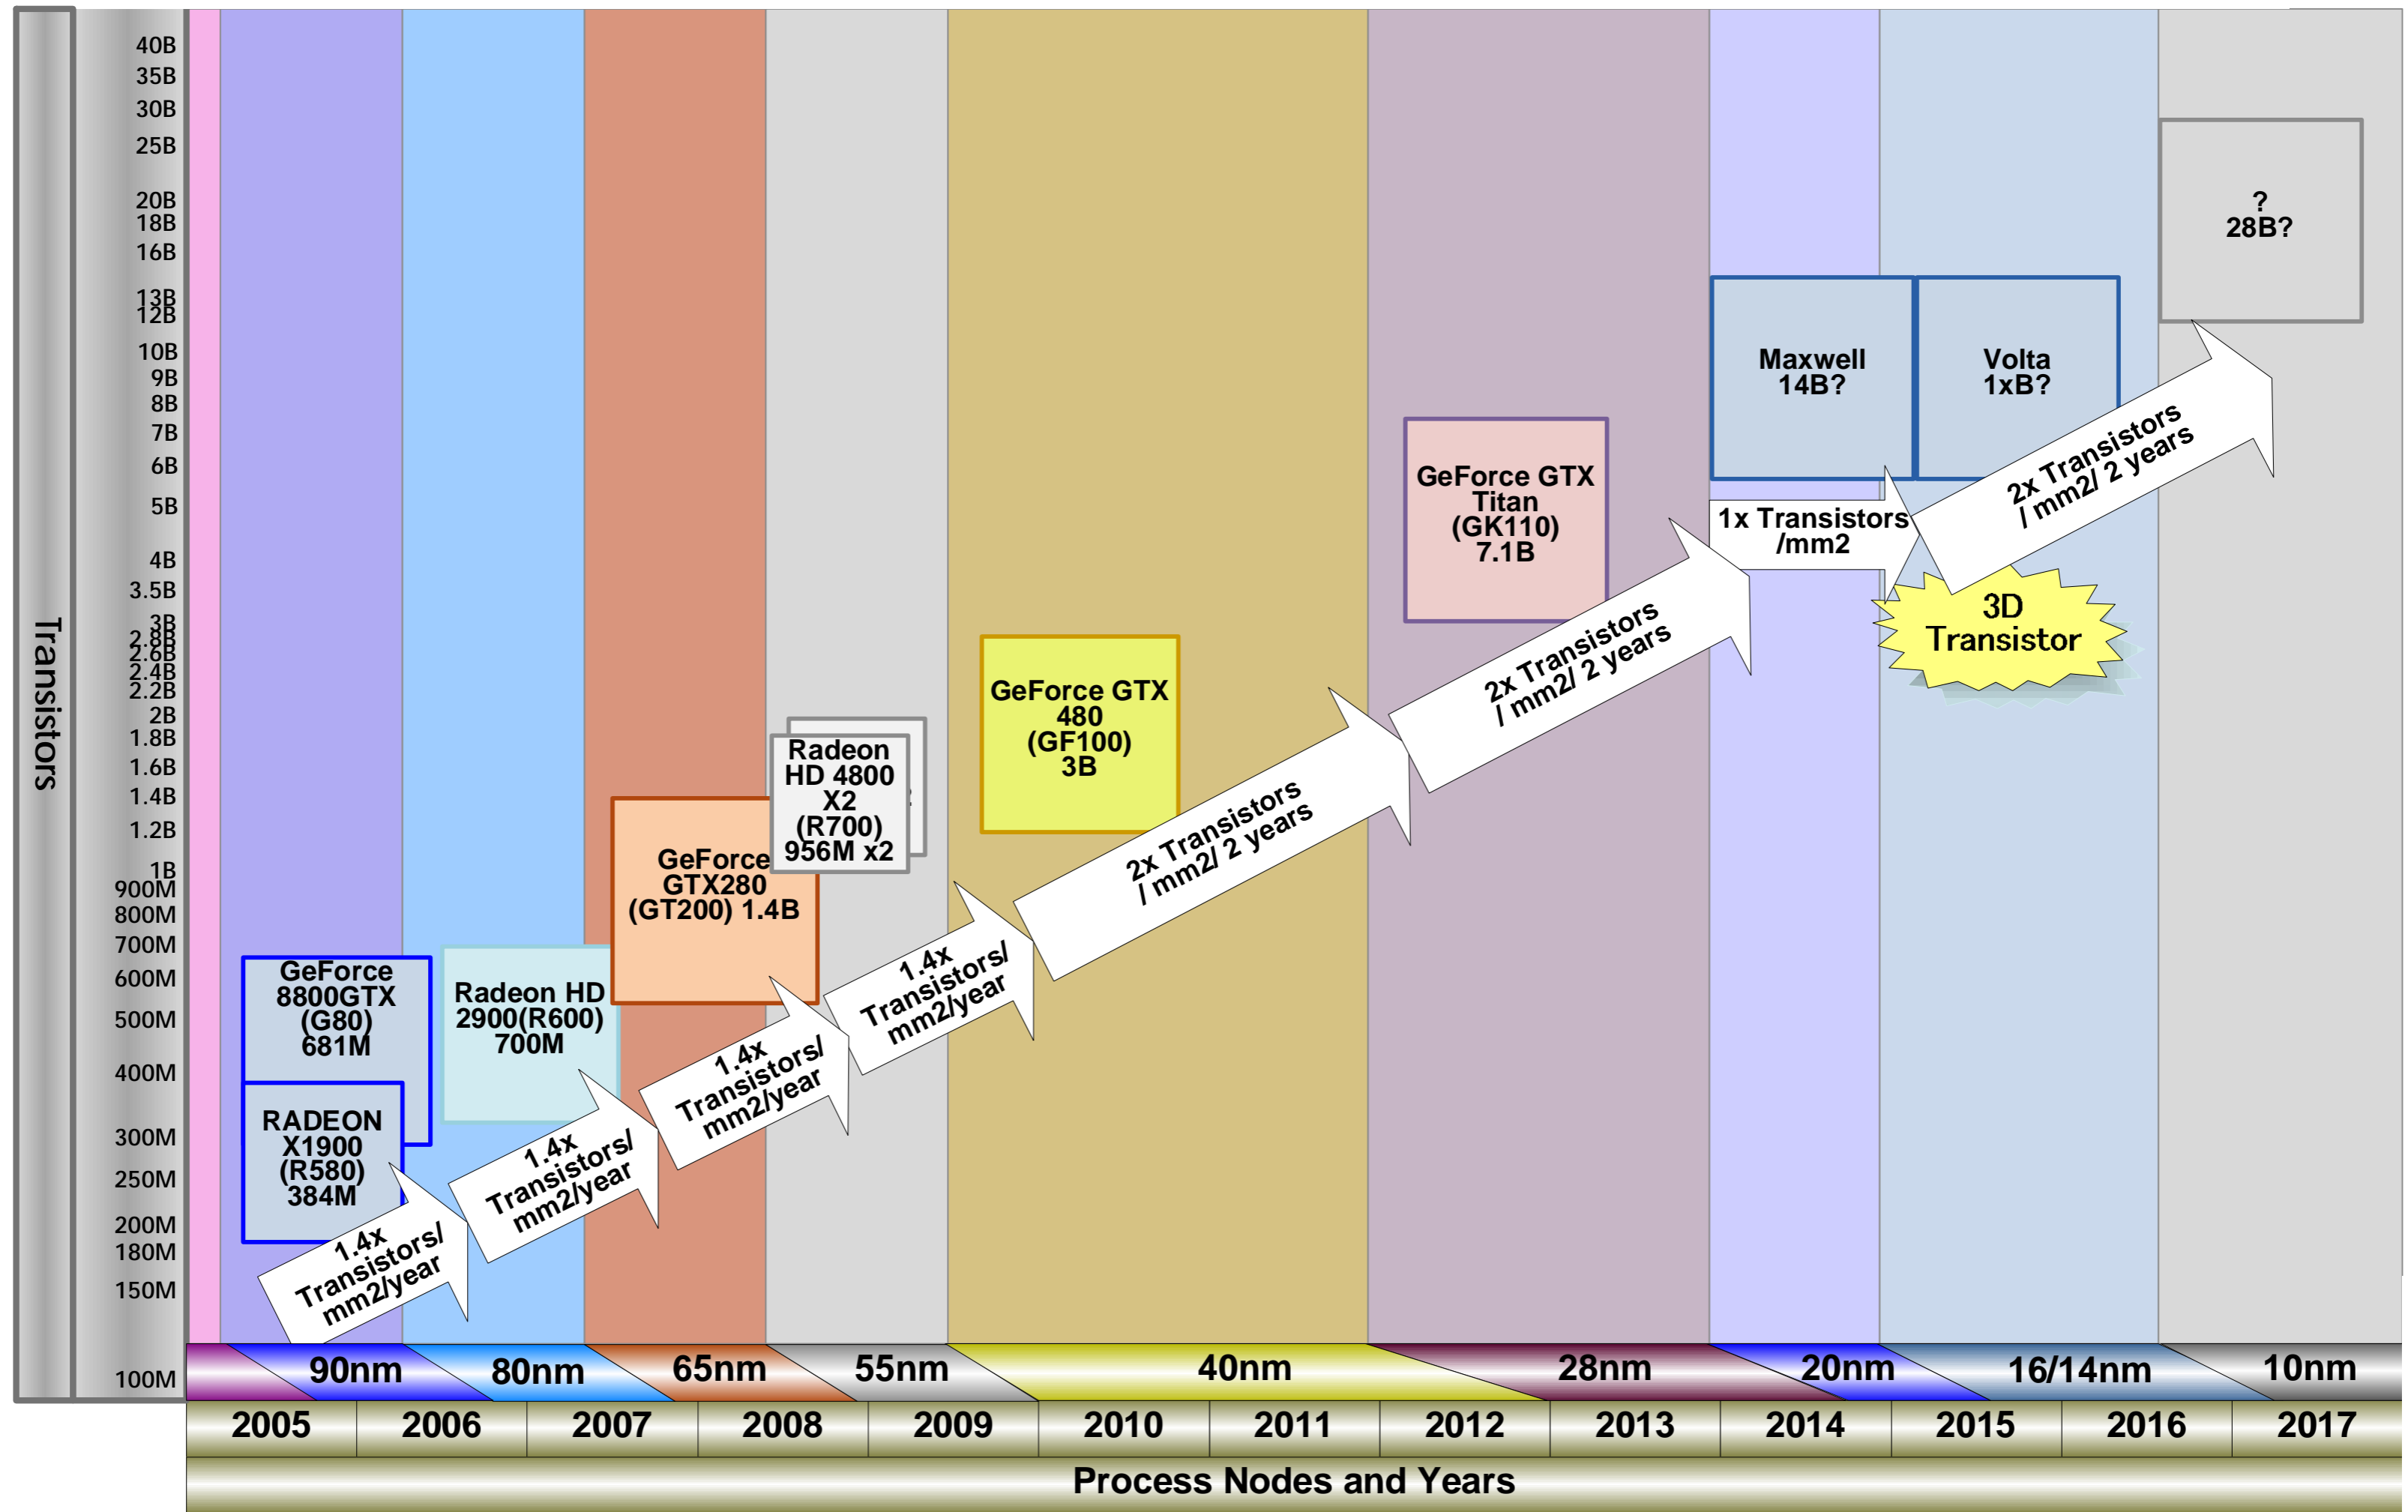 Transistors
40B
35B
30B
25B
20B
18B
16B
13B
12B
10B
9B
8B
7B
6B
5B
4B
3.5B
3B
2.8B
2.6B
2.4B
2.2B
2B
1.8B
1.6B
1.4B
1.2B
1B
900M
800M
700M
600M
500M
400M
300M
250M
200M
180M
150M
100M
GeForce
8800GTX
(G80)
681M
RADEON
X1900
(R580)
384M
Radeon HD
2900(R600)
700M
GeForce
GTX280
(GT200) 1.4B
Radeon
HD 4800
X2
(R700)
956M x2
GeForce GTX
480
(GF100)
3B
GeForce GTX
Titan
(GK110)
7.1B
Maxwell
14B?
Volta
1xB?
?
28B?
1.4x
Transistors/
mm2/year
1.4x
Transistors/
mm2/year
1.4x
Transistors/
mm2/year
1.4x
Transistors/
mm2/year
2x Transistors
/ mm2/ 2 years
2x Transistors
/ mm2/ 2 years
1x Transistors
/mm2
2x Transistors
/ mm2/ 2 years
3D
Transistor
90nm 80nm 65nm 55nm 40nm 28nm 20nm 16/14nm 10nm
2005 2006 2007 2008 2009 2010 2011 2012 2013 2014 2015 2016 2017
Process Nodes and Years